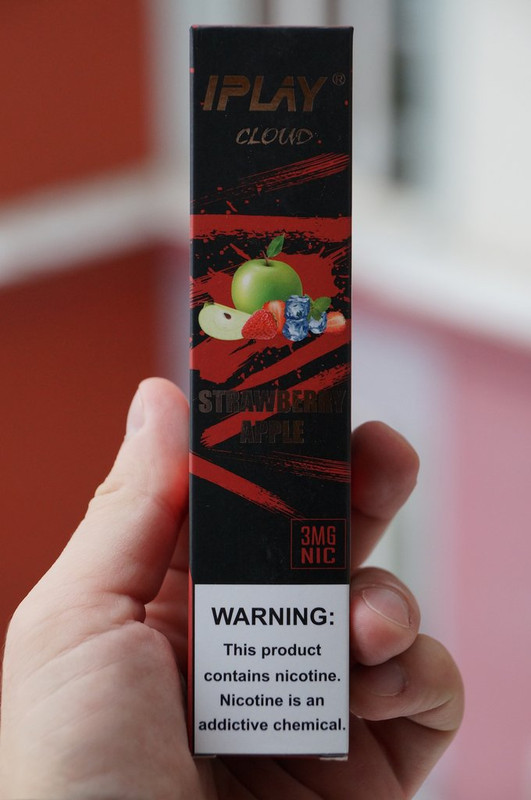 IPLAY®
CLOUD
STRAWBERRY
APPLE
3MG
NIC
WARNING:
This product
contains nicotine.
Nicotine is an
addictive chemical.